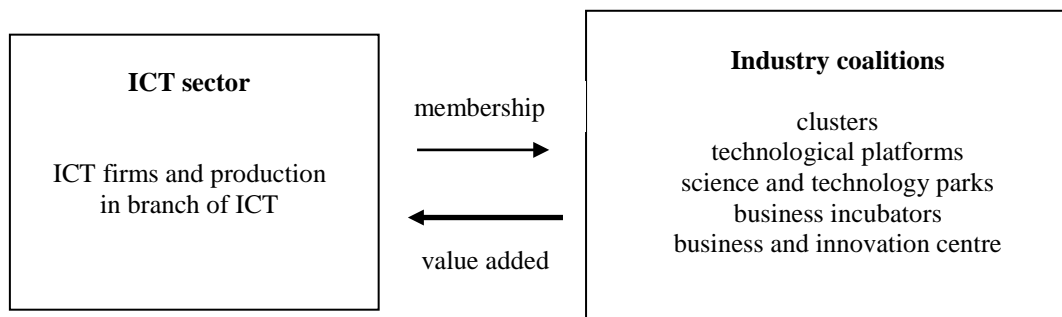 ICT sector
ICT firms and production
in branch of ICT
membership
value added
Industry coalitions
clusters
technological platforms
science and technology parks
business incubators
business and innovation centre